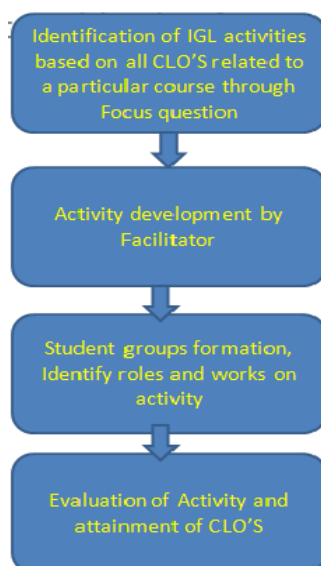 Identification of IGL activities
based on all CLO'S related to
a particular course through
Focus question
Activity development by
Facilitator
Student groups formation,
Identify roles and works on
activity
Evaluation of Activity and
attainment of CLO'S